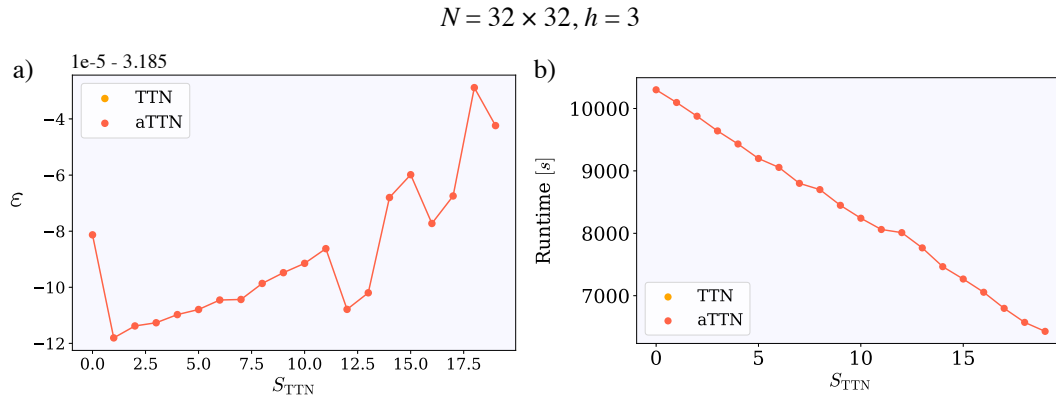 N = 32 × 32, h = 3
a)
1e-5 - 3.185
TTN
aTTN
−4
−6
−8
−10
−12
ε
0.0 2.5 5.0 7.5 10.0 12.5 15.0 17.5
S_TTN
b)
10000
9000
8000
7000
Runtime [s]
TTN
aTTN
0 5 10 15
S_TTN